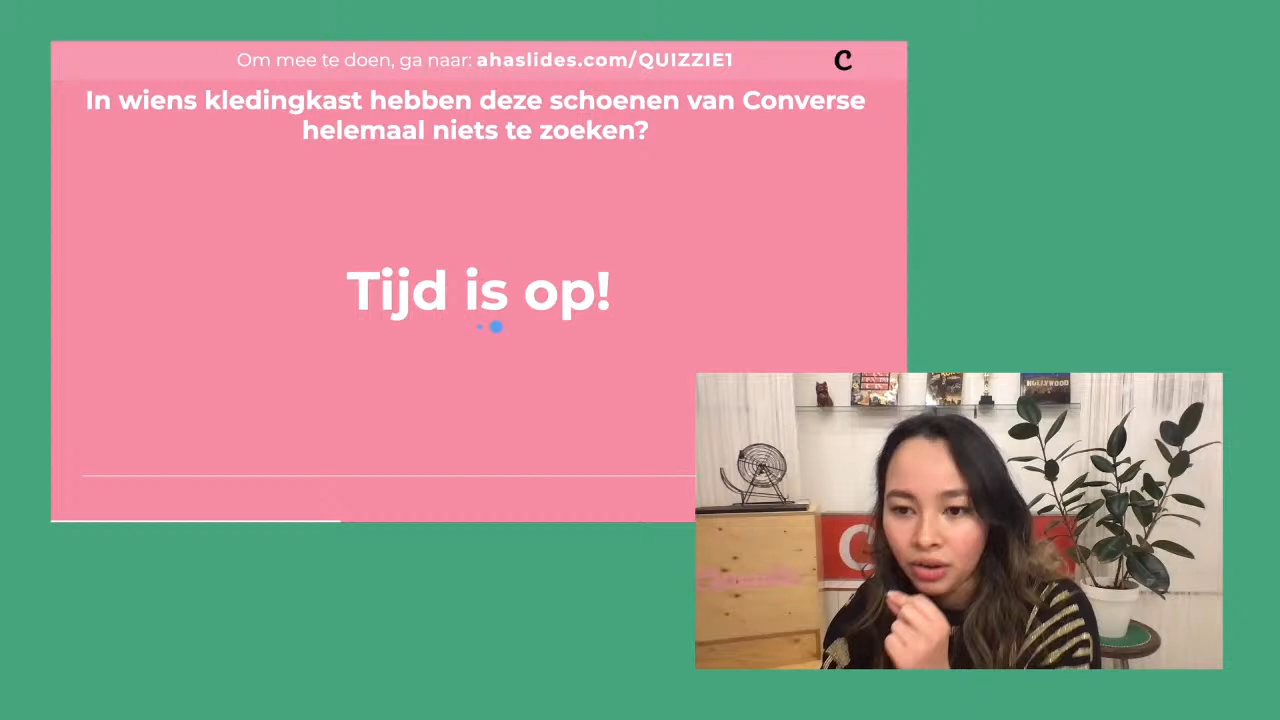 Om mee te doen, ga naar: ahaslides.com/QUIZZIE1
C
In wiens kledingkast hebben deze schoenen van Converse
helemaal niets te zoeken?
Tijd is op!
HOLLYWOOD
C